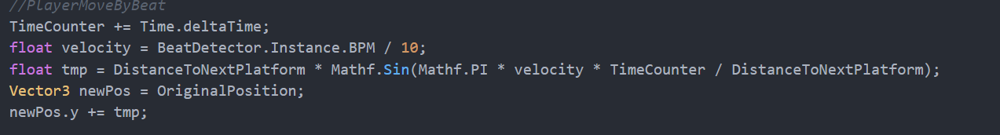 //PlayerMoveByBeat
TimeCounter += Time.deltaTime;
float velocity = BeatDetector.Instance.BPM / 10;
float tmp = DistanceToNextPlatform * Mathf.Sin(Mathf.PI * velocity * TimeCounter / DistanceToNextPlatform);
Vector3 newPos = OriginalPosition;
newPos.y += tmp;